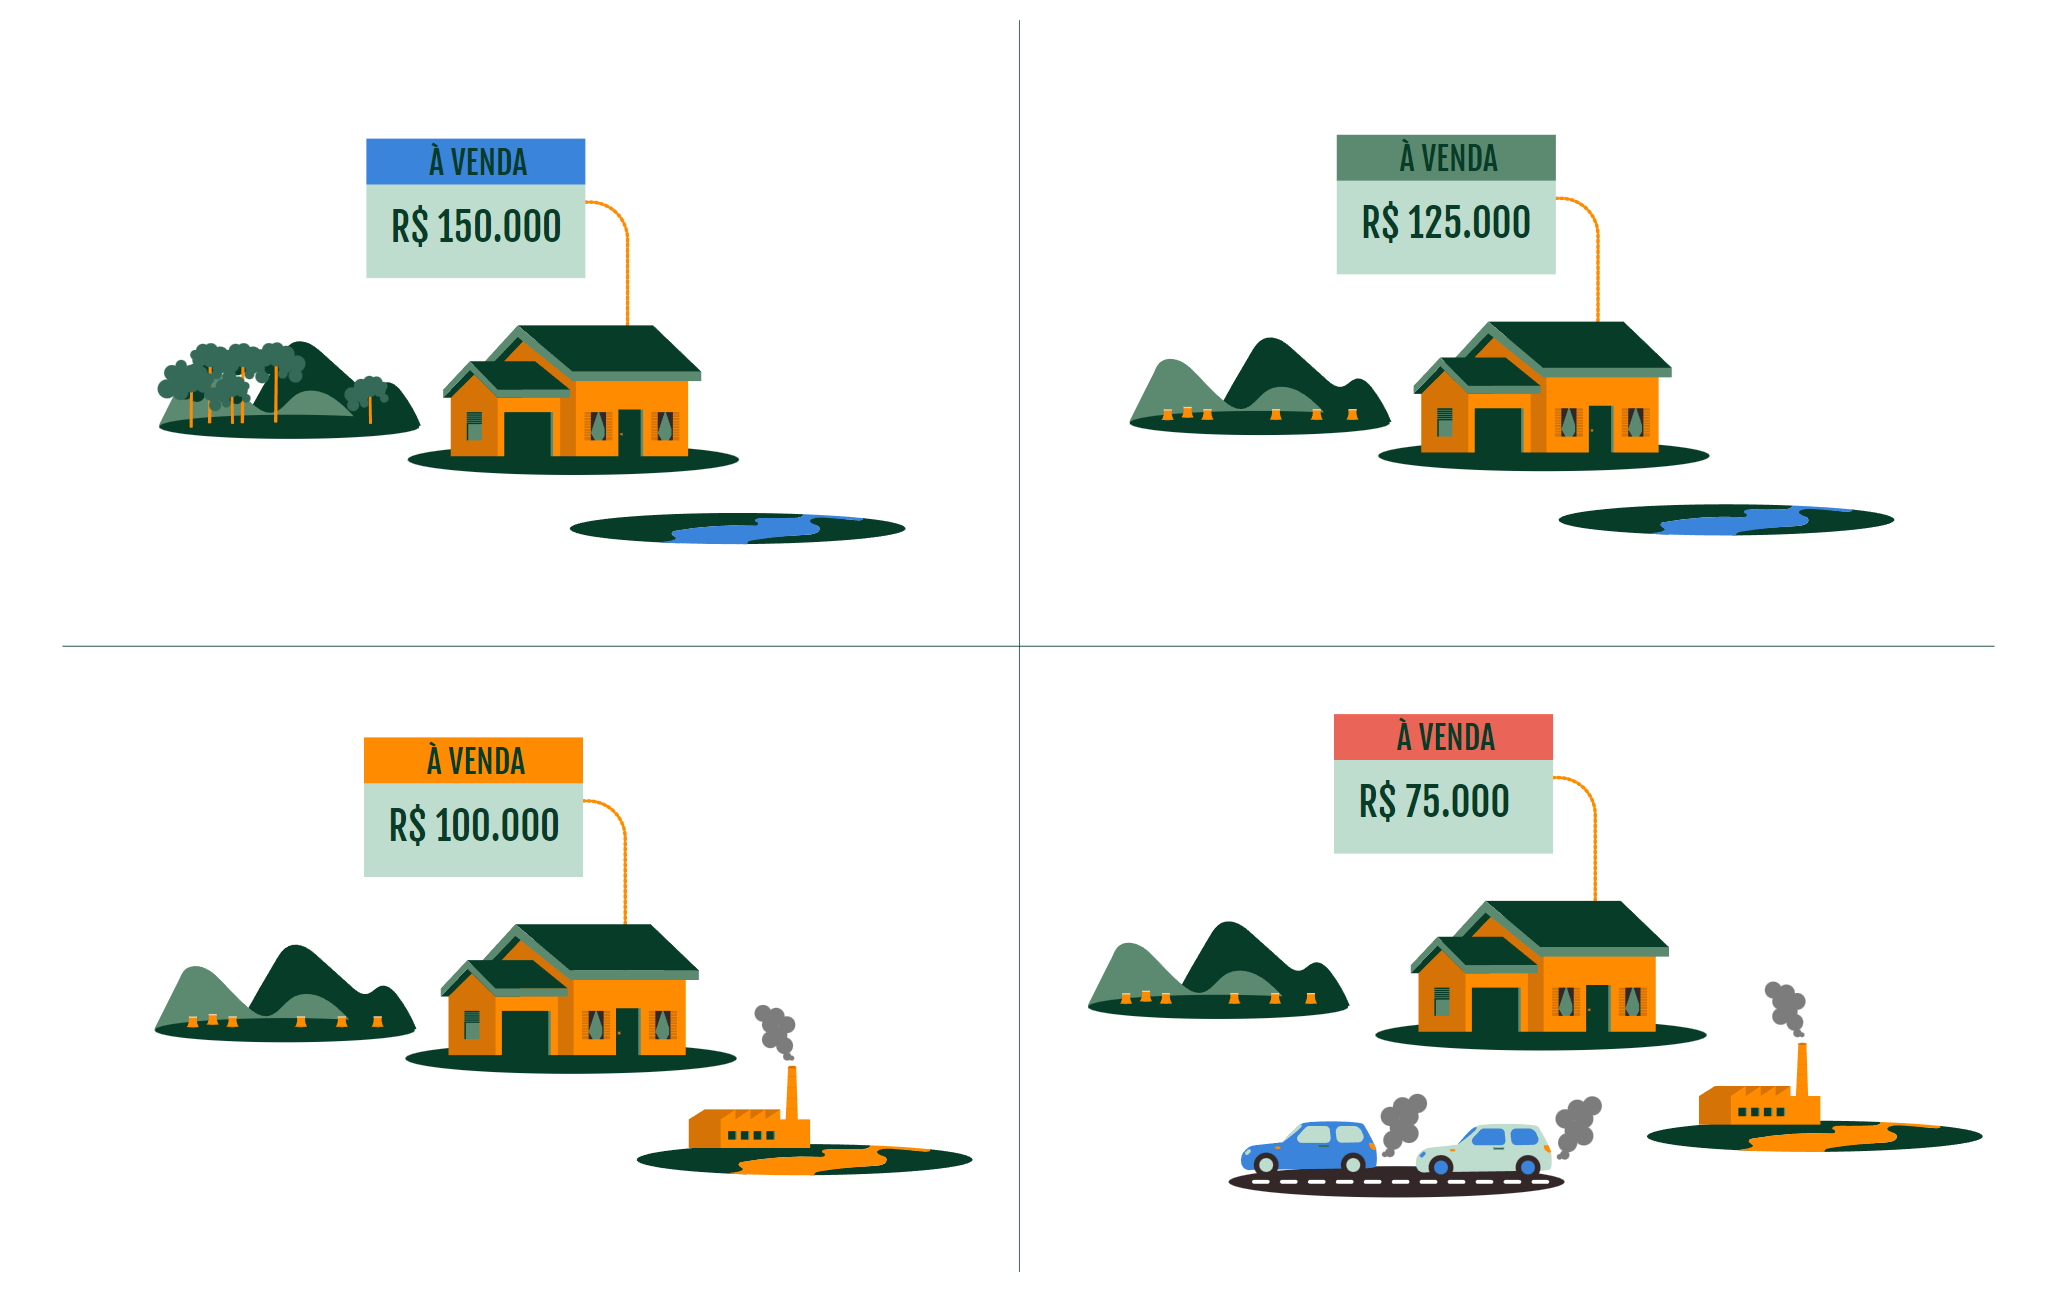 À VENDA
R$ 150.000
À VENDA
R$ 125.000
À VENDA
R$ 100.000
À VENDA
R$ 75.000